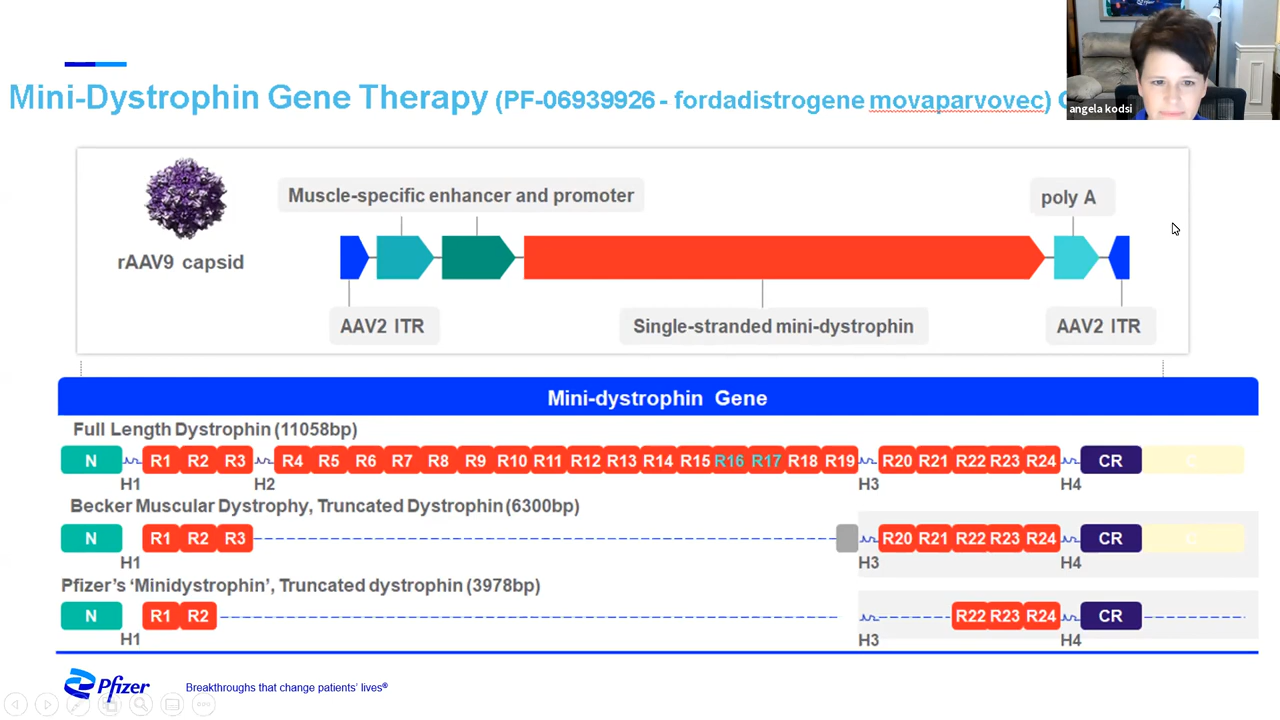 Mini-Dystrophin Gene Therapy (PF-06939926 - fordadistrogene movaparvovec)
angela kodsi
Muscle-specific enhancer and promoter
poly A
rAAV9 capsid
AAV2 ITR
Single-stranded mini-dystrophin
AAV2 ITR
Mini-dystrophin Gene
Full Length Dystrophin (11058bp)
N R1 R2 R3 R4 R5 R6 R7 R8 R9 R10 R11 R12 R13 R14 R15 R16 R17 R18 R19 R20 R21 R22 R23 R24 CR C
H1 H2 H3 H4
Becker Muscular Dystrophy, Truncated Dystrophin (6300bp)
N R1 R2 R3 R20 R21 R22 R23 R24 CR C
H1 H3 H4
Pfizer's 'Minidystrophin', Truncated dystrophin (3978bp)
N R1 R2 R22 R23 R24 CR
H1 H3 H4
Pfizer Breakthroughs that change patients' lives®